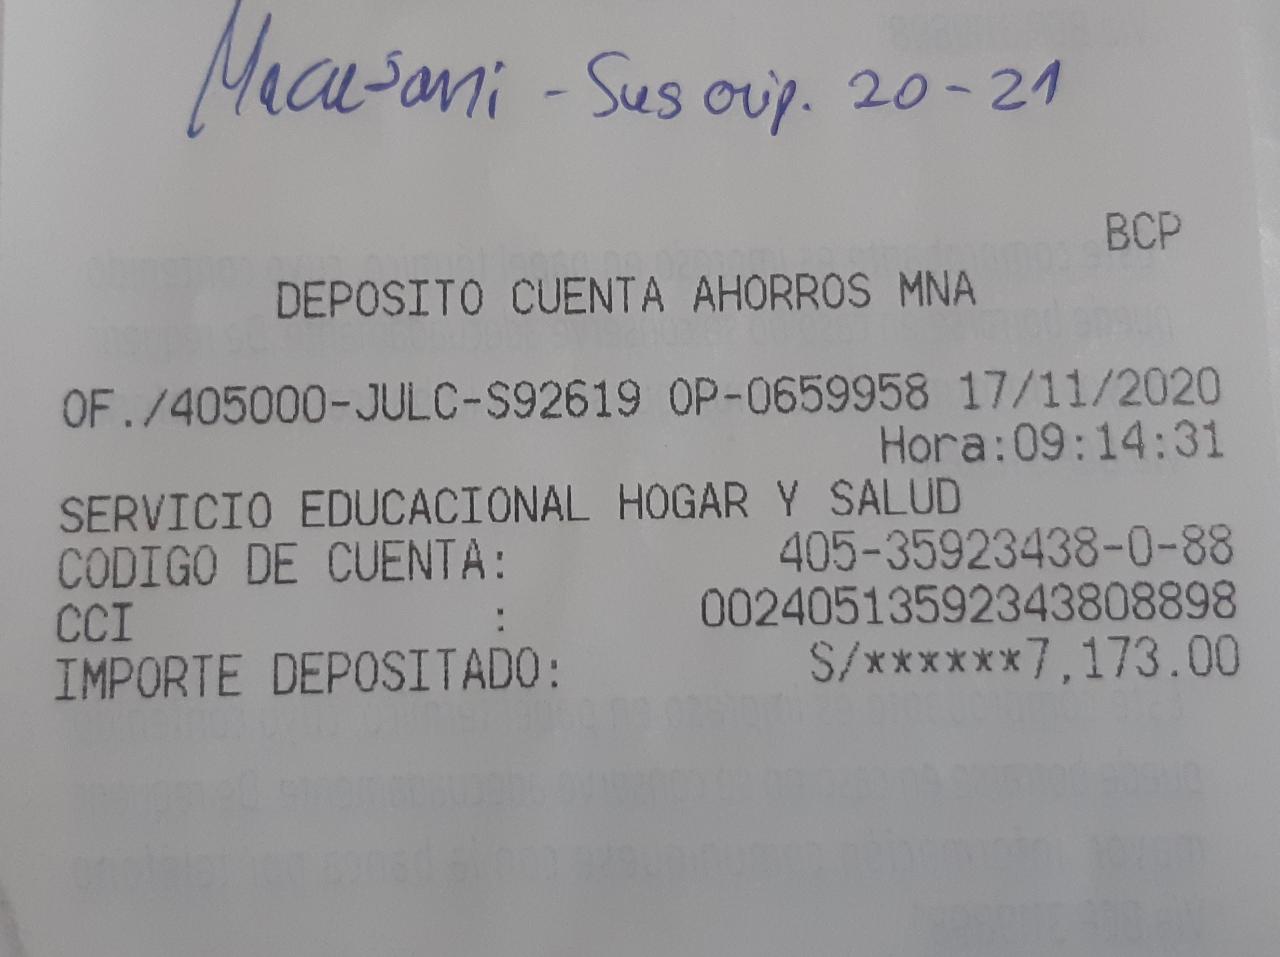 Macusani - Suscrip. 20-21
BCP
DEPOSITO CUENTA AHORROS MNA
OF./405000-JULC-S92619 OP-0659958 17/11/2020
Hora:09:14:31
SERVICIO EDUCACIONAL HOGAR Y SALUD
CODIGO DE CUENTA: 405-35923438-0-88
CCI : 00240513592343808898
IMPORTE DEPOSITADO: S/******7,173.00